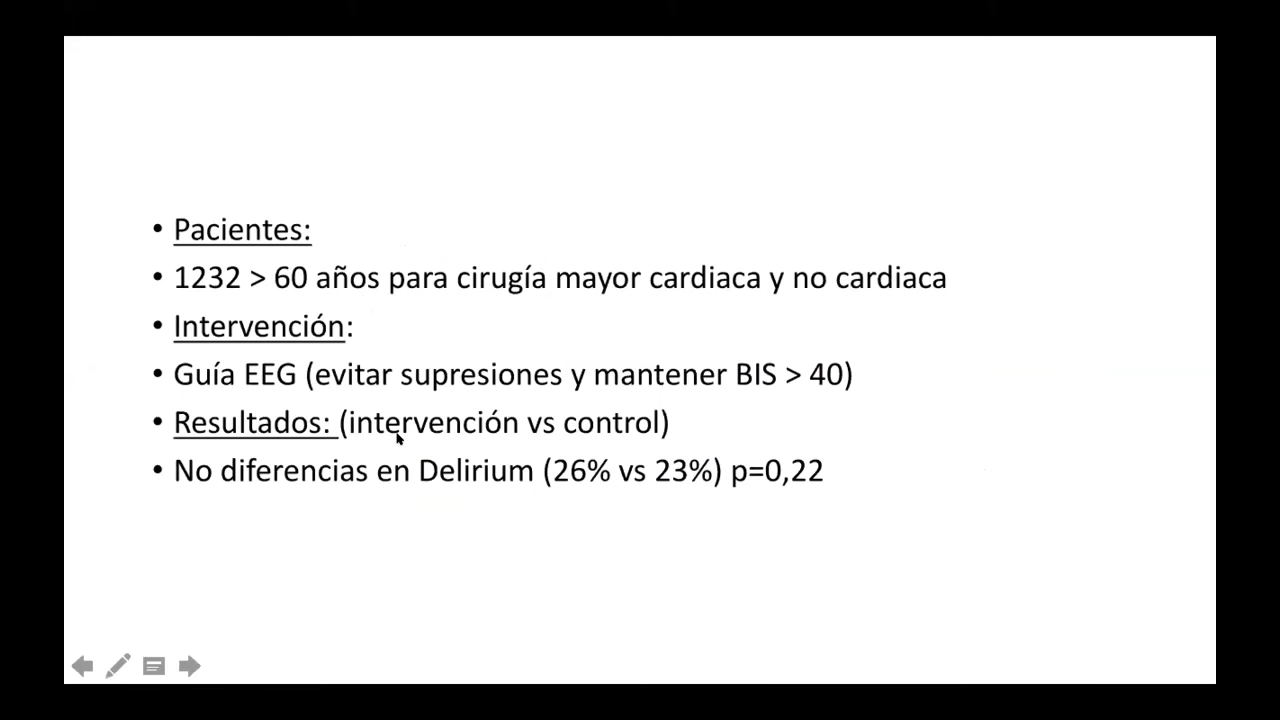 • Pacientes:
• 1232 > 60 años para cirugía mayor cardiaca y no cardiaca
• Intervención:
• Guía EEG (evitar supresiones y mantener BIS > 40)
• Resultados: (intervención vs control)
• No diferencias en Delirium (26% vs 23%) p=0,22